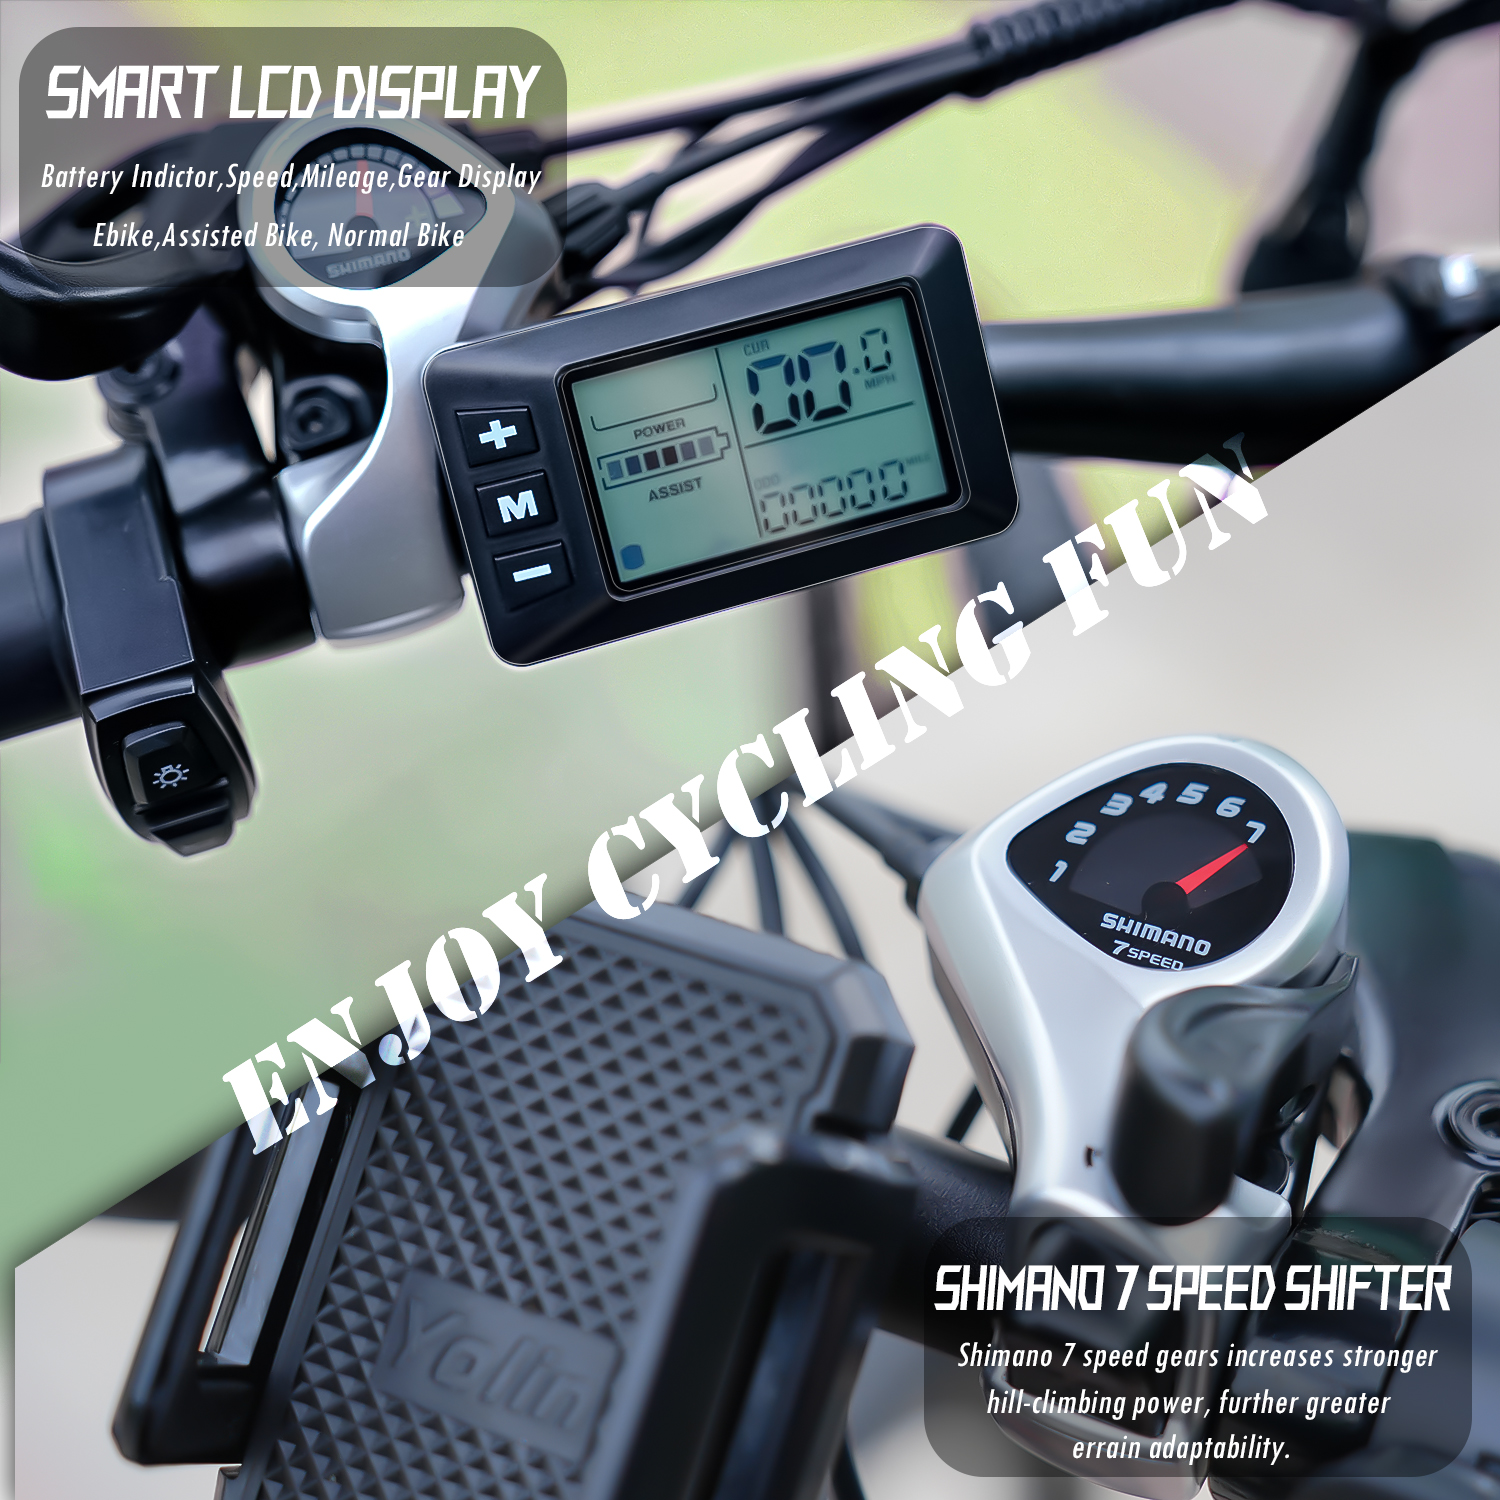 SMART LCD DISPLAY
Battery Indictor,Speed,Mileage,Gear Display
Ebike,Assisted Bike, Normal Bike
SHIMANO
CUR
00.0
MPH
POWER
ASSIST
ODD
00000
+
M
−
ENJOY CYCLING FUN
1 2 3 4 5 6 7
SHIMANO
7 SPEED
Yolin
SHIMANO 7 SPEED SHIFTER
Shimano 7 speed gears increases stronger
hill-climbing power, further greater
errain adaptability.